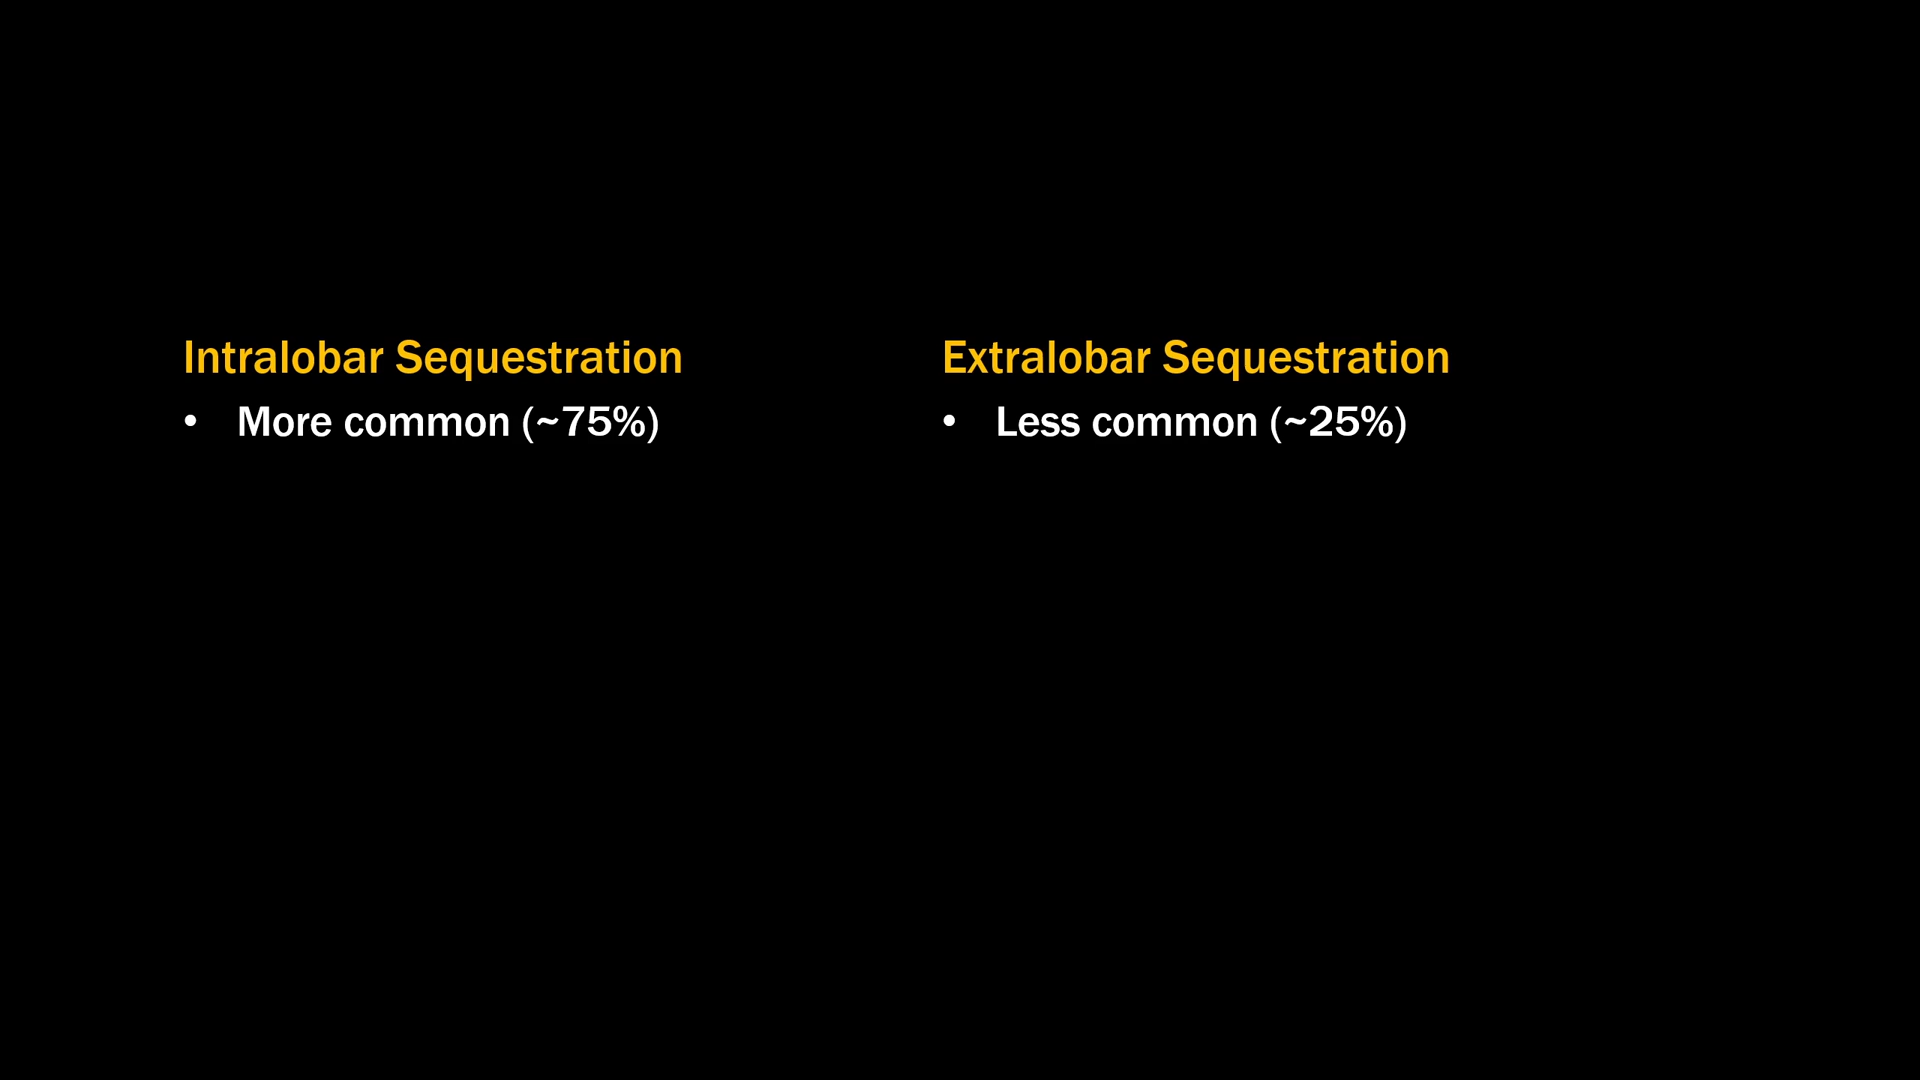 Intralobar Sequestration
• More common (~75%)
Extralobar Sequestration
• Less common (~25%)